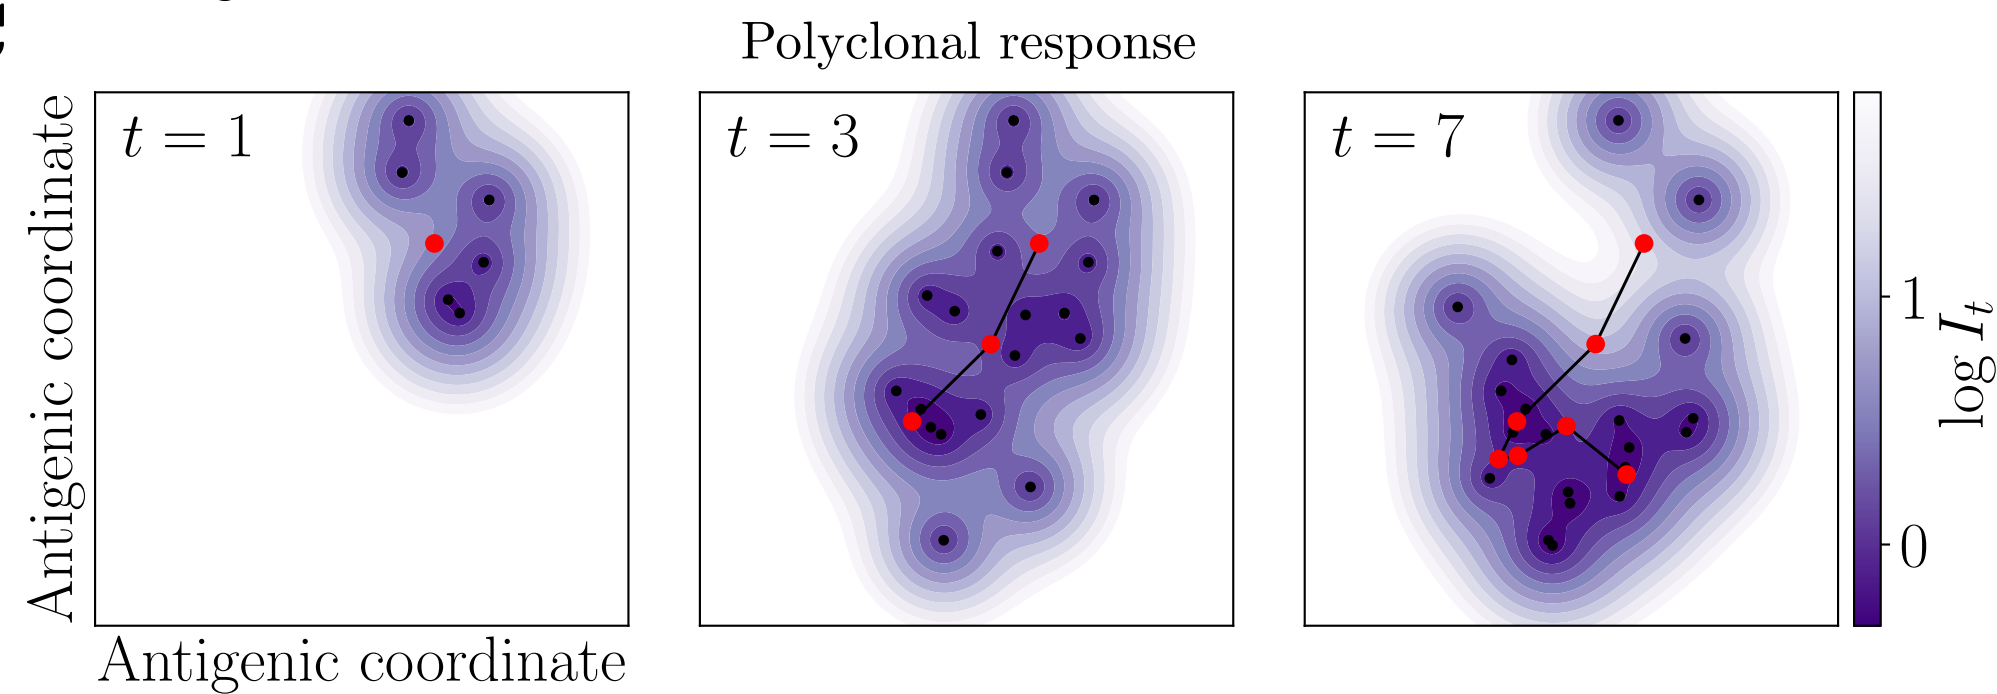 Polyclonal response
t = 1
t = 3
t = 7
Antigenic coordinate
Antigenic coordinate
1
0
log I_t